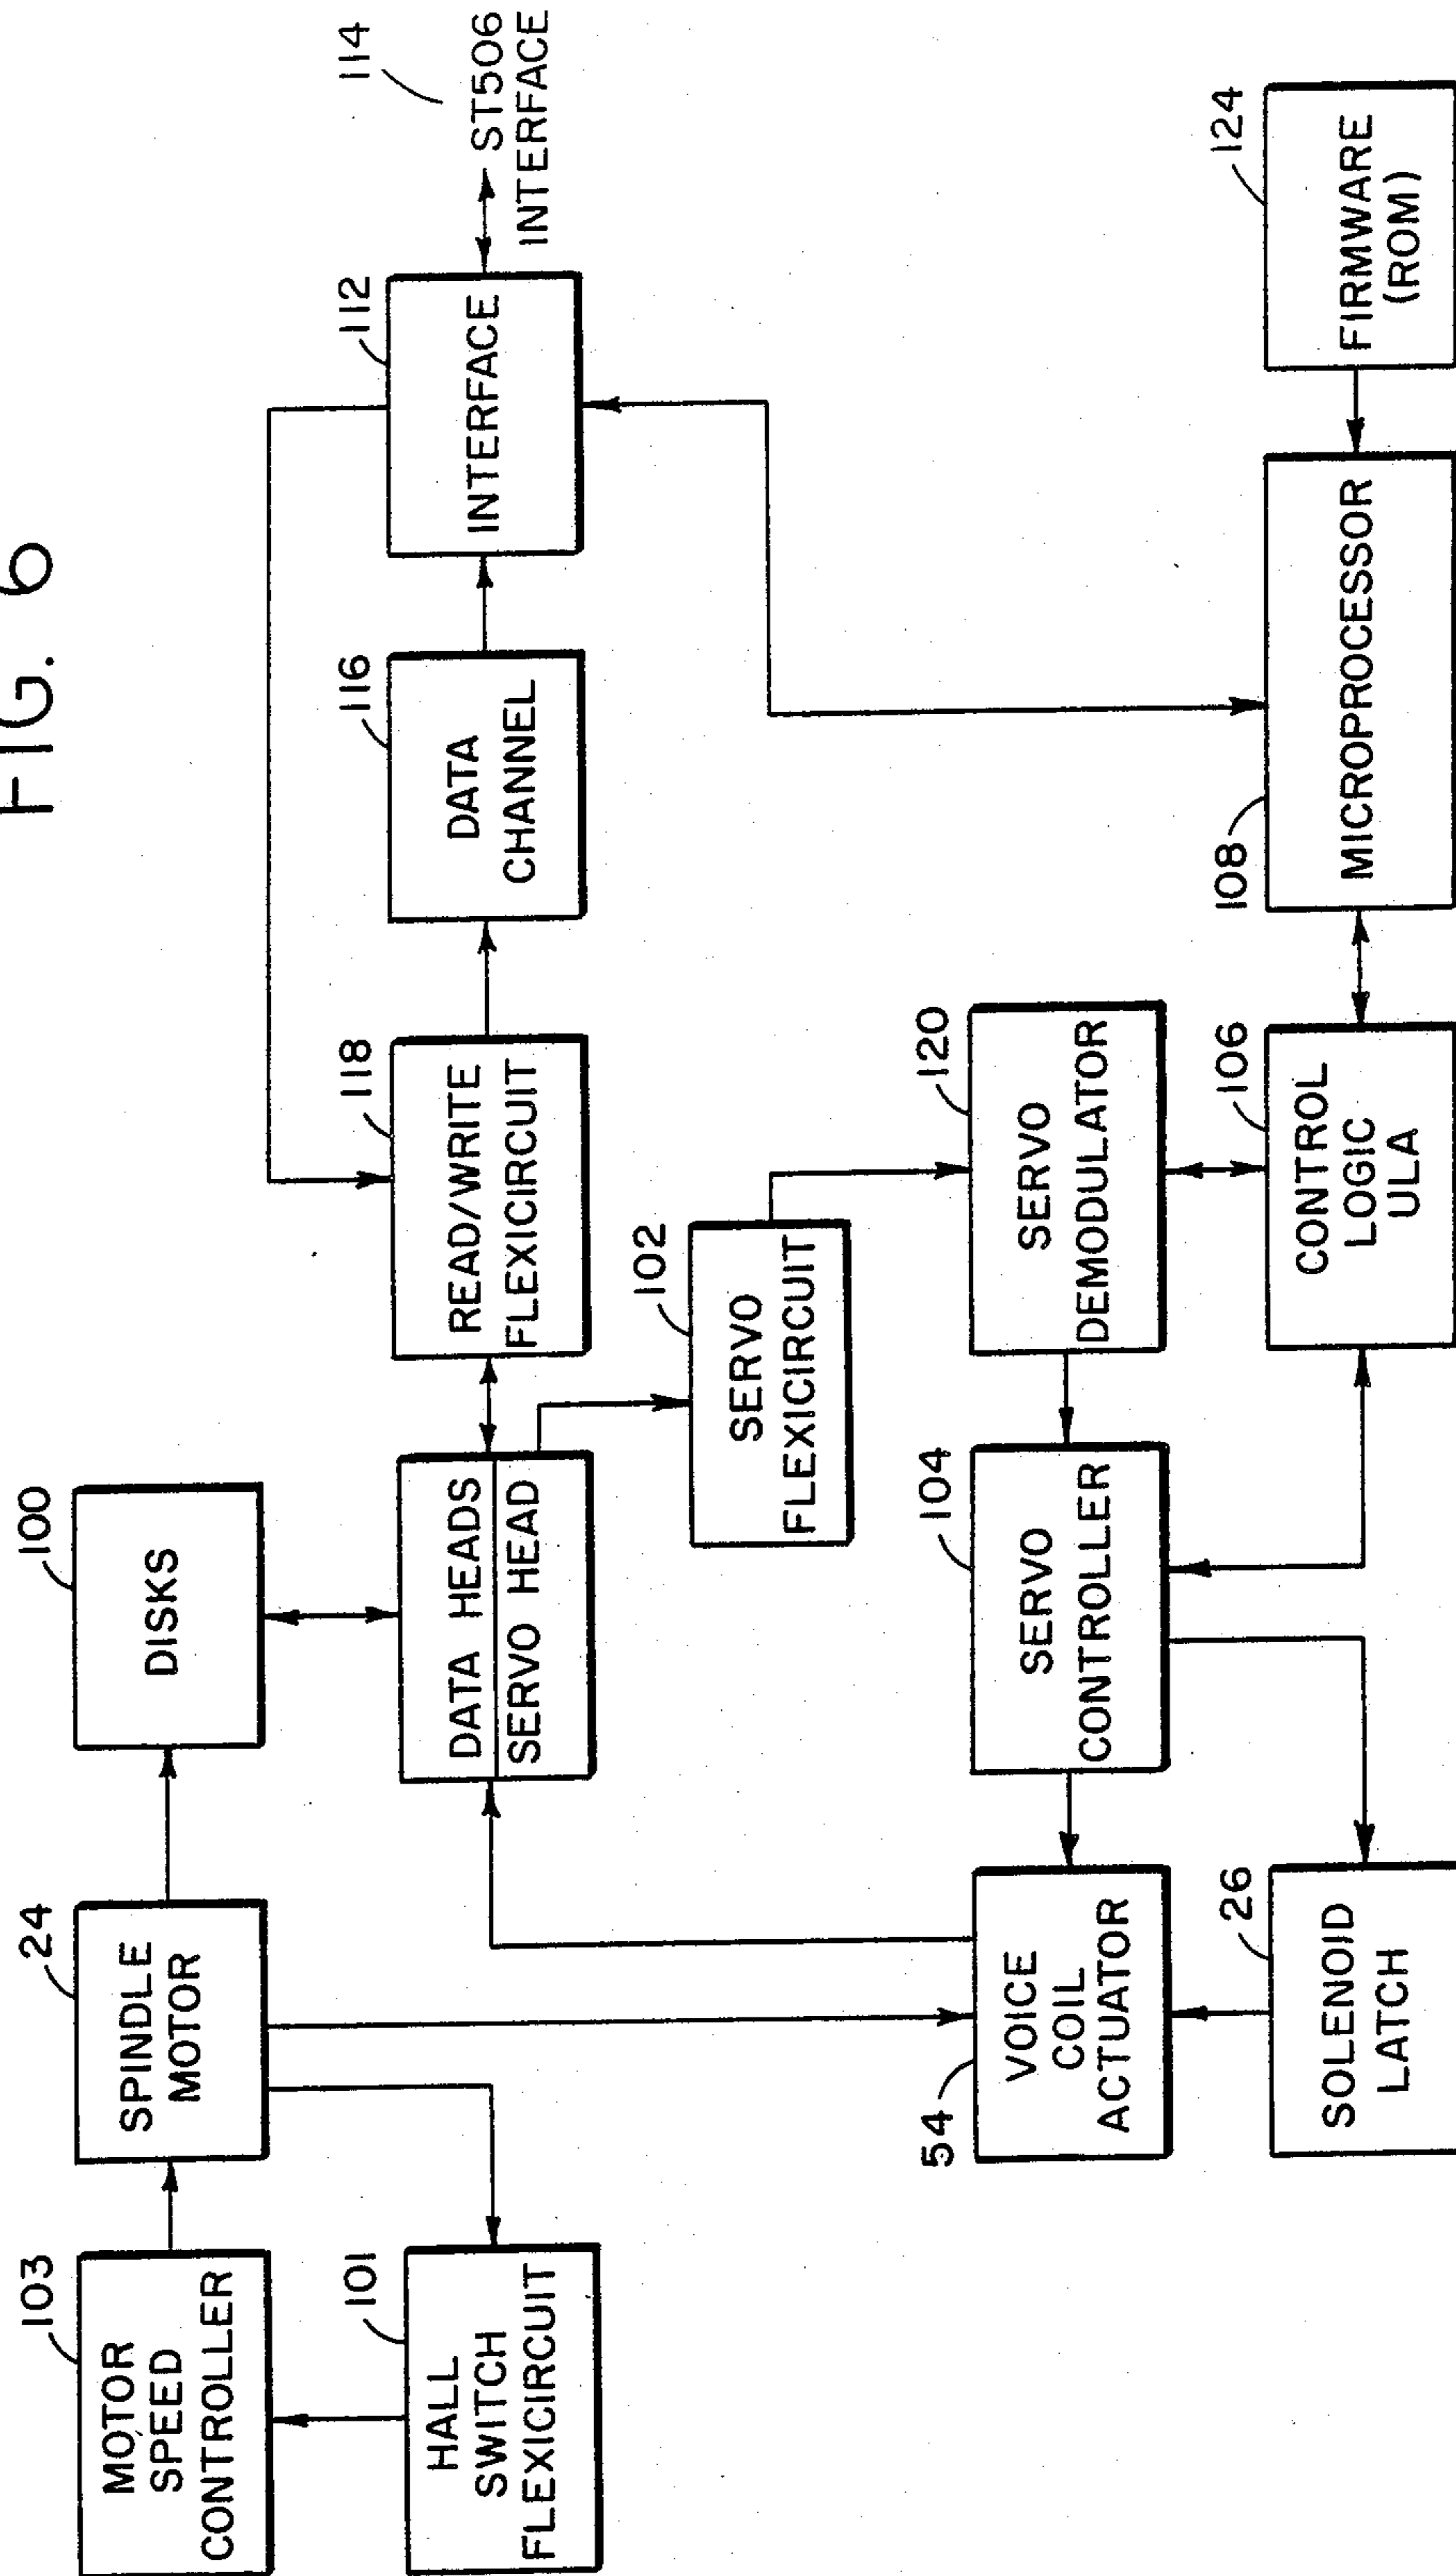 FIG. 6
103
MOTOR
SPEED
CONTROLLER
24
SPINDLE
MOTOR
100
DISKS
101
HALL
SWITCH
FLEXICIRCUIT
DATA HEADS
SERVO HEAD
118
READ/WRITE
FLEXICIRCUIT
116
DATA
CHANNEL
112
INTERFACE
114
ST506
INTERFACE
102
SERVO
FLEXICIRCUIT
54
VOICE
COIL
ACTUATOR
104
SERVO
CONTROLLER
120
SERVO
DEMODULATOR
26
SOLENOID
LATCH
106
CONTROL
LOGIC
ULA
108
MICROPROCESSOR
124
FIRMWARE
(ROM)